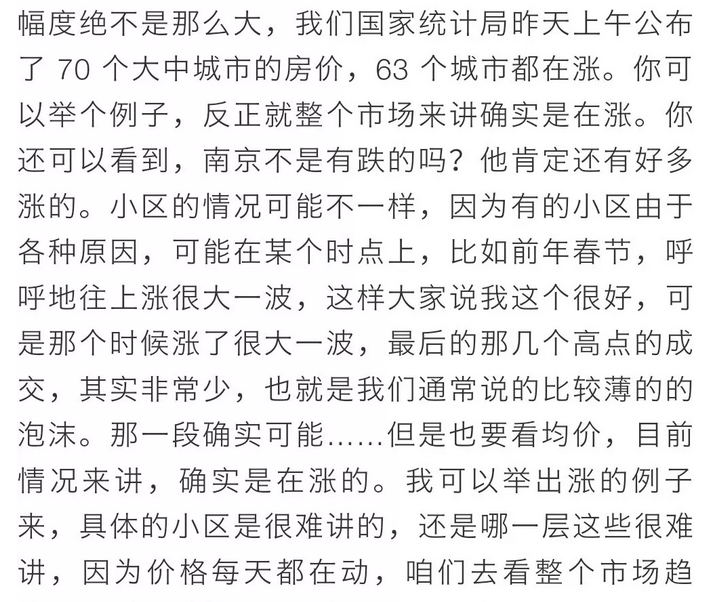 幅度绝不是那么大，我们国家统计局昨天上午公布
了 70 个大中城市的房价，63 个城市都在涨。你可
以举个例子，反正就整个市场来讲确实是在涨。你
还可以看到，南京不是有跌的吗？他肯定还有好多
涨的。小区的情况可能不一样，因为有的小区由于
各种原因，可能在某个时点上，比如前年春节，呼
呼地往上涨很大一波，这样大家说我这个很好，可
是那个时候涨了很大一波，最后的那几个高点的成
交，其实非常少，也就是我们通常说的比较薄的的
泡沫。那一段确实可能……但是也要看均价，目前
情况来讲，确实是在涨的。我可以举出涨的例子
来，具体的小区是很难讲的，还是哪一层这些很难
讲，因为价格每天都在动，咱们去看整个市场趋